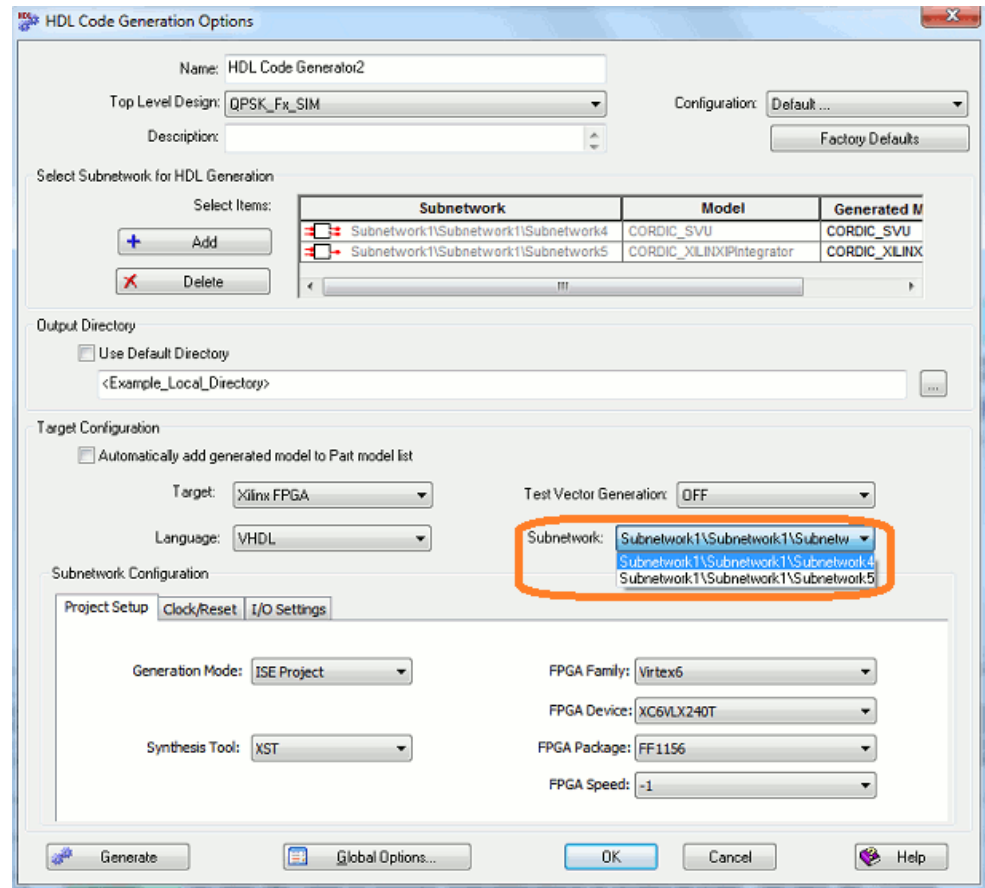 HDL Code Generation Options
Name: HDL Code Generator2
Top Level Design: QPSK_Fx_SIM Configuration: Default ...
Description: Factory Defaults
Select Subnetwork for HDL Generation
Select Items: Subnetwork Model Generated M
Subnetwork1\Subnetwork1\Subnetwork4 CORDIC_SVU CORDIC_SVU
Add
Subnetwork1\Subnetwork1\Subnetwork5 CORDIC_XILINXIPIntegrator CORDIC_XILINX
Delete
Output Directory
Use Default Directory
<Example_Local_Directory> ...
Target Configuration
Automatically add generated model to Part model list
Target: Xilinx FPGA Test Vector Generation: OFF
Language: VHDL Subnetwork: Subnetwork1\Subnetwork1\Subnetw
Subnetwork1\Subnetwork1\Subnetwork4
Subnetwork1\Subnetwork1\Subnetwork5
Subnetwork Configuration
Project Setup Clock/Reset I/O Settings
Generation Mode: ISE Project FPGA Family: Virtex6
FPGA Device: XC6VLX240T
Synthesis Tool: XST FPGA Package: FF1156
FPGA Speed: -1
Generate Global Options... OK Cancel Help